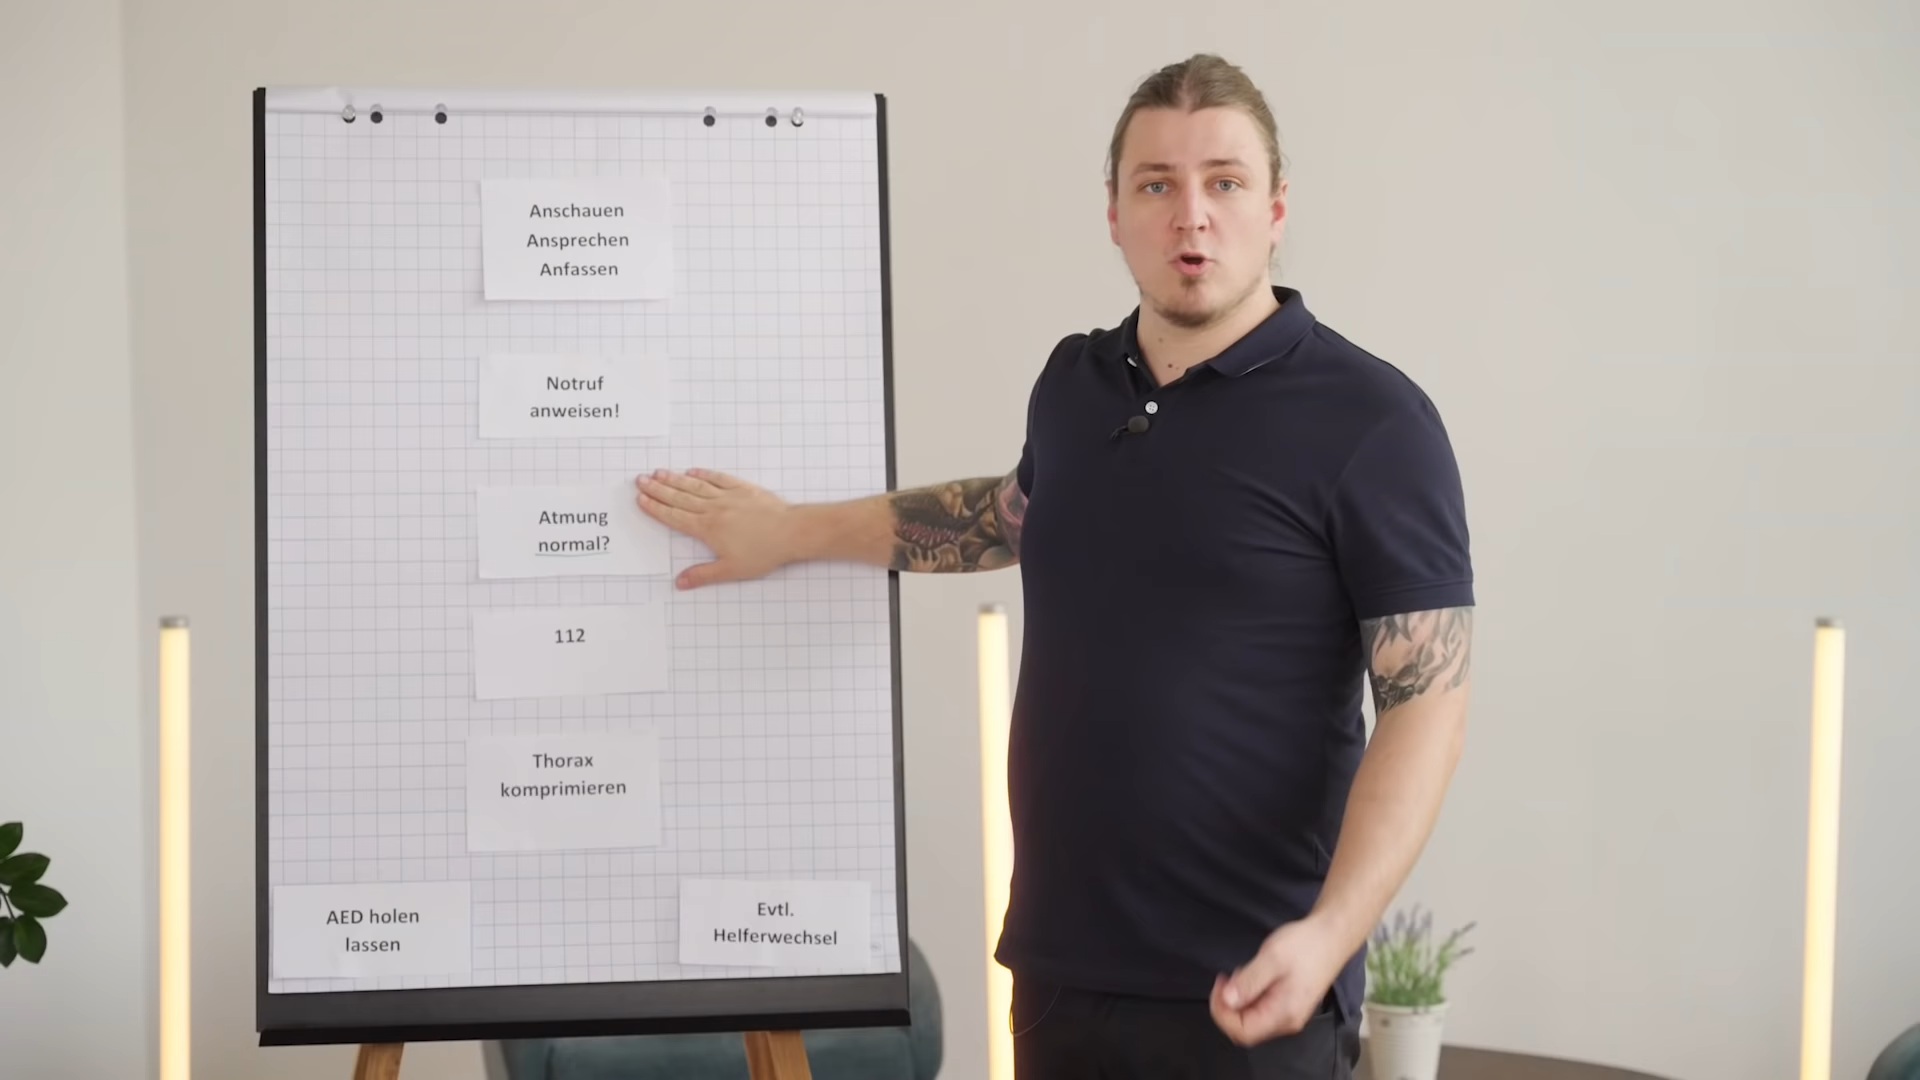 Anschauen
Ansprechen
Anfassen
Notruf
anweisen!
Atmung
normal?
112
Thorax
komprimieren
AED holen
lassen
Evtl.
Helferwechsel